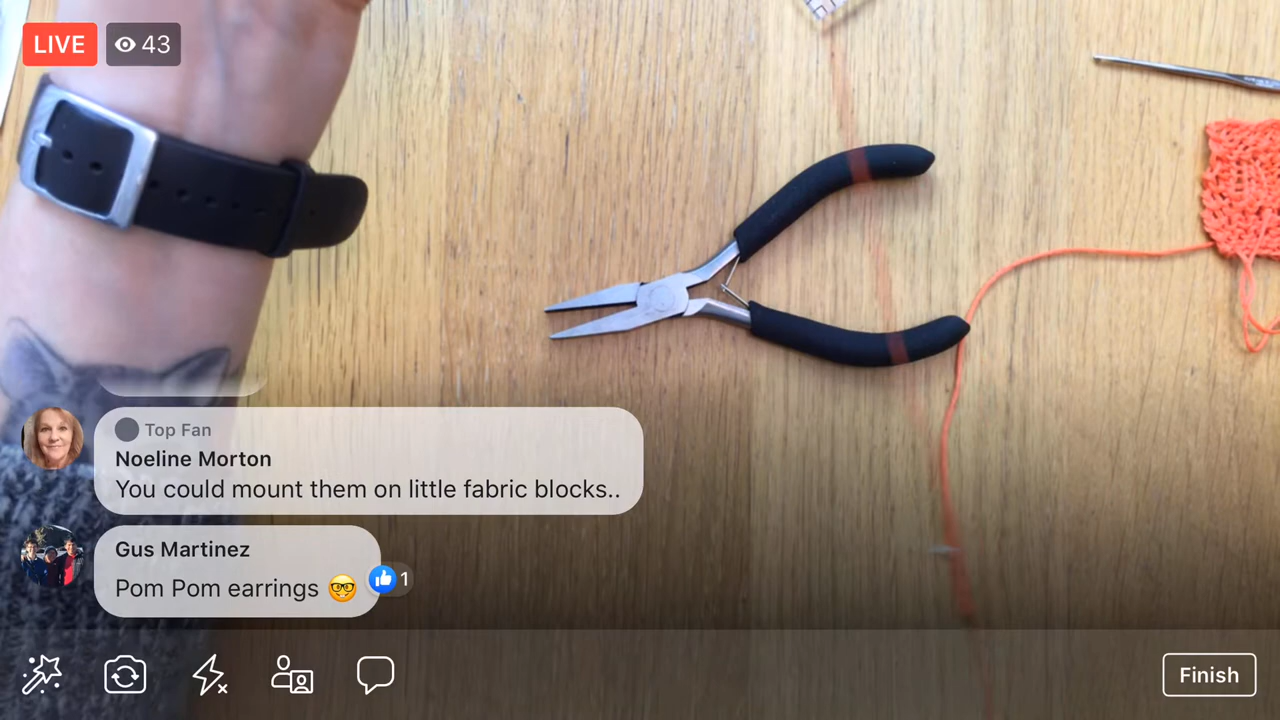 LIVE
43
Top Fan
Noeline Morton
You could mount them on little fabric blocks..
Gus Martinez
Pom Pom earrings 🤓
1
Finish